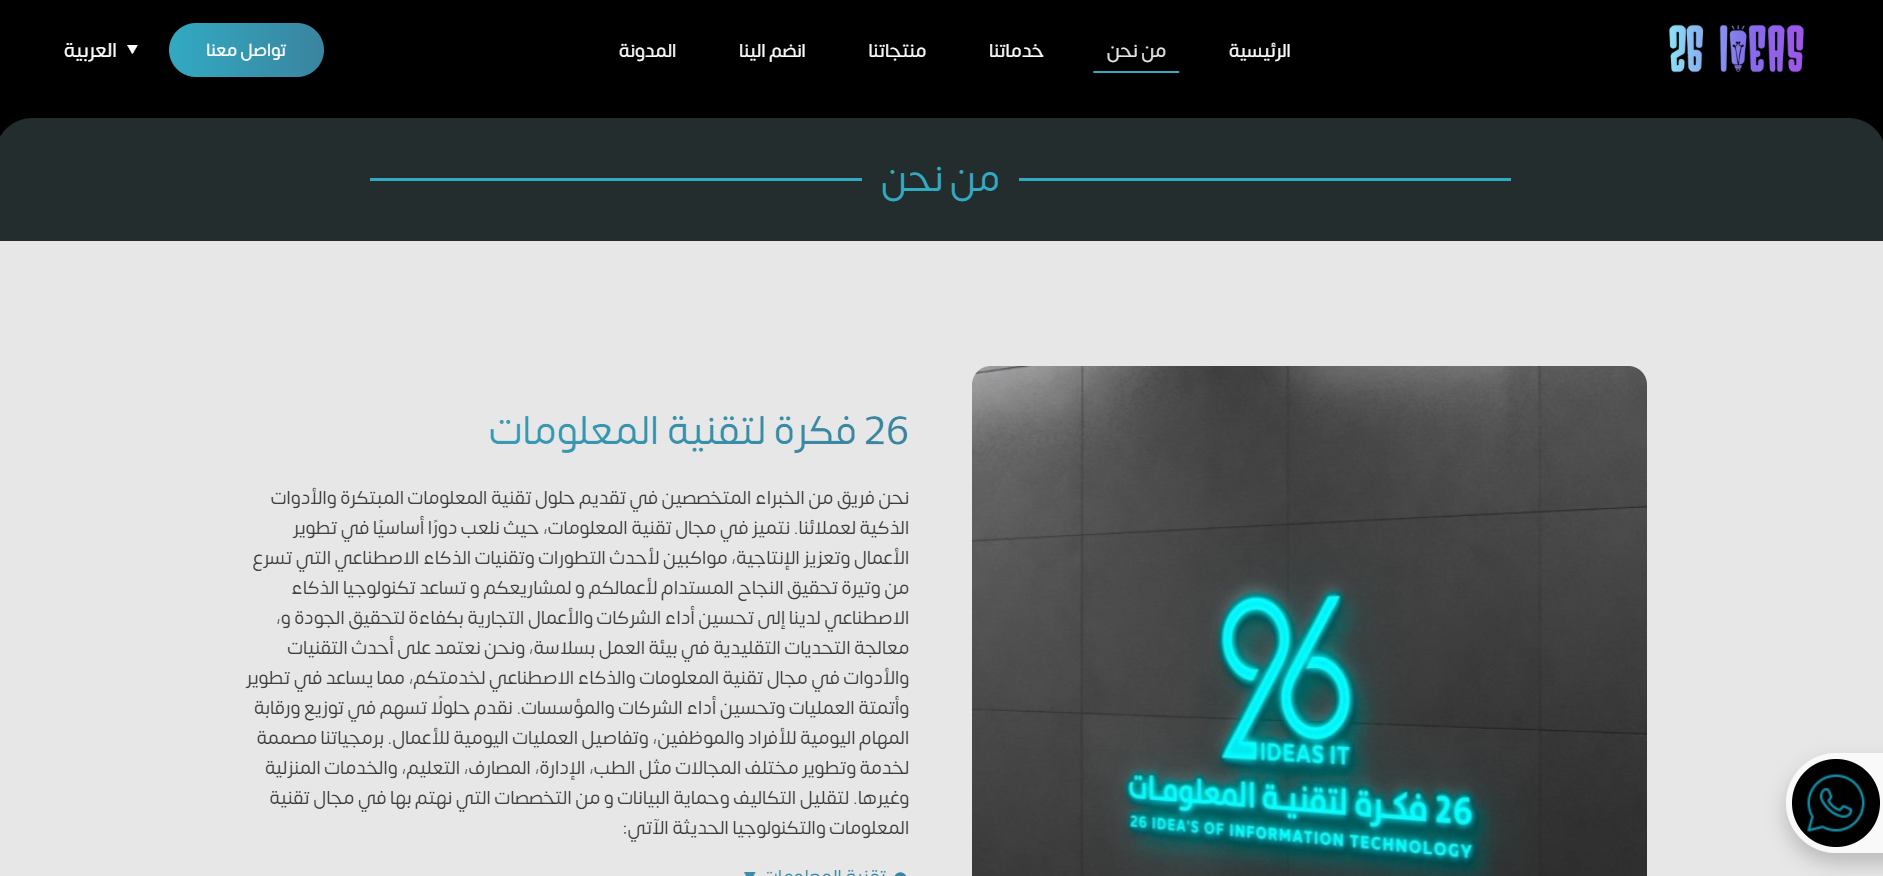 26 IDEAS
الرئيسية
من نحن
خدماتنا
منتجاتنا
انضم الينا
المدونة
تواصل معنا
العربية
من نحن
26 فكرة لتقنية المعلومات
نحن فريق من الخبراء المتخصصين في تقديم حلول تقنية المعلومات المبتكرة والأدوات
الذكية لعملائنا. نتميز في مجال تقنية المعلومات، حيث نلعب دورًا أساسيًا في تطوير
الأعمال وتعزيز الإنتاجية، مواكبين لأحدث التطورات وتقنيات الذكاء الاصطناعي التي تسرع
من وتيرة تحقيق النجاح المستدام لأعمالكم و لمشاريعكم و تساعد تكنولوجيا الذكاء
الاصطناعي لدينا إلى تحسين أداء الشركات والأعمال التجارية بكفاءة لتحقيق الجودة و،
معالجة التحديات التقليدية في بيئة العمل بسلاسة، ونحن نعتمد على أحدث التقنيات
والأدوات في مجال تقنية المعلومات والذكاء الاصطناعي لخدمتكم، مما يساعد في تطوير
وأتمتة العمليات وتحسين أداء الشركات والمؤسسات. نقدم حلولًا تسهم في توزيع ورقابة
المهام اليومية للأفراد والموظفين، وتفاصيل العمليات اليومية للأعمال. برمجياتنا مصممة
لخدمة وتطوير مختلف المجالات مثل الطب، الإدارة، المصارف، التعليم، والخدمات المنزلية
وغيرها. لتقليل التكاليف وحماية البيانات و من التخصصات التي نهتم بها في مجال تقنية
المعلومات والتكنولوجيا الحديثة الآتي:
تقنية المعلومات
26
IDEAS IT
26 فكرة لتقنية المعلومات
26 IDEA'S OF INFORMATION TECHNOLOGY